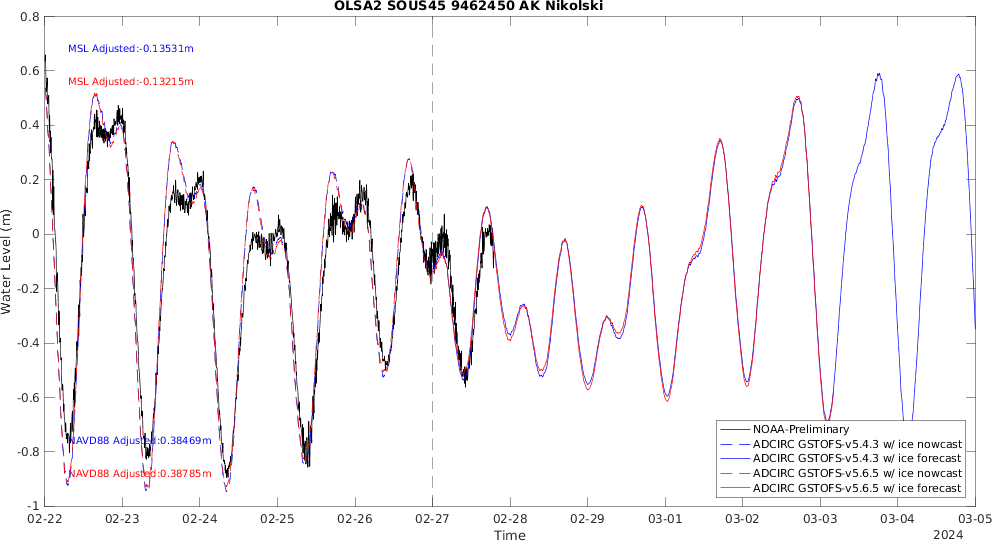 OLSA2 SOUS45 9462450 AK Nikolski
MSL Adjusted:-0.13531m
MSL Adjusted:-0.13215m
NAVD88 Adjusted:0.38469m
NAVD88 Adjusted:0.38785m
Water Level (m)
0.8
0.6
0.4
0.2
0
-0.2
-0.4
-0.6
-0.8
-1
NOAA-Preliminary
ADCIRC GSTOFS-v5.4.3 w/ ice nowcast
ADCIRC GSTOFS-v5.4.3 w/ ice forecast
ADCIRC GSTOFS-v5.6.5 w/ ice nowcast
ADCIRC GSTOFS-v5.6.5 w/ ice forecast
02-22 02-23 02-24 02-25 02-26 02-27 02-28 02-29 03-01 03-02 03-03 03-04 03-05
Time
2024